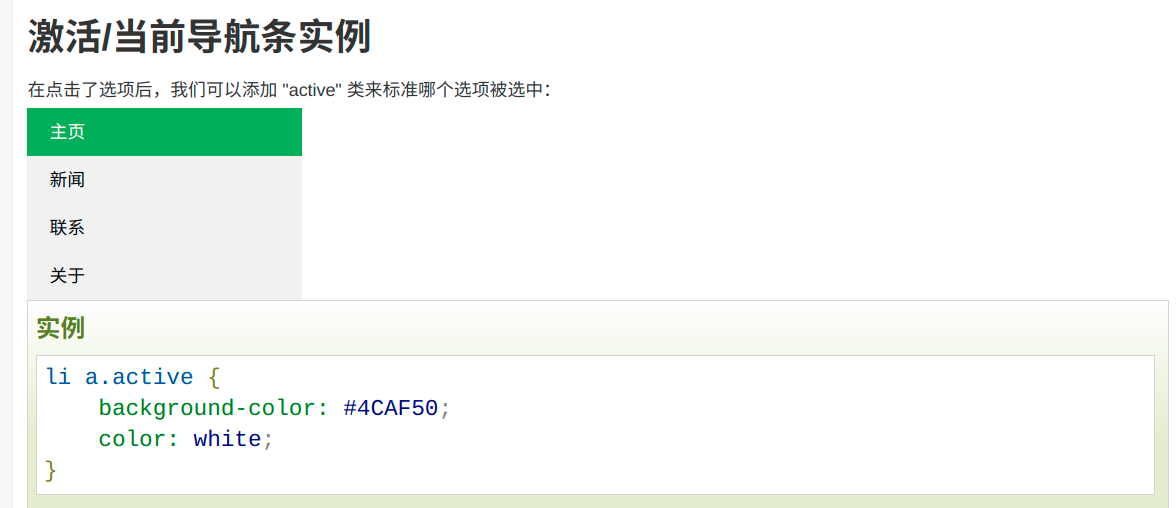 激活/当前导航条实例
在点击了选项后，我们可以添加 "active" 类来标准哪个选项被选中：
主页
新闻
联系
关于
实例
li a.active {
    background-color: #4CAF50;
    color: white;
}